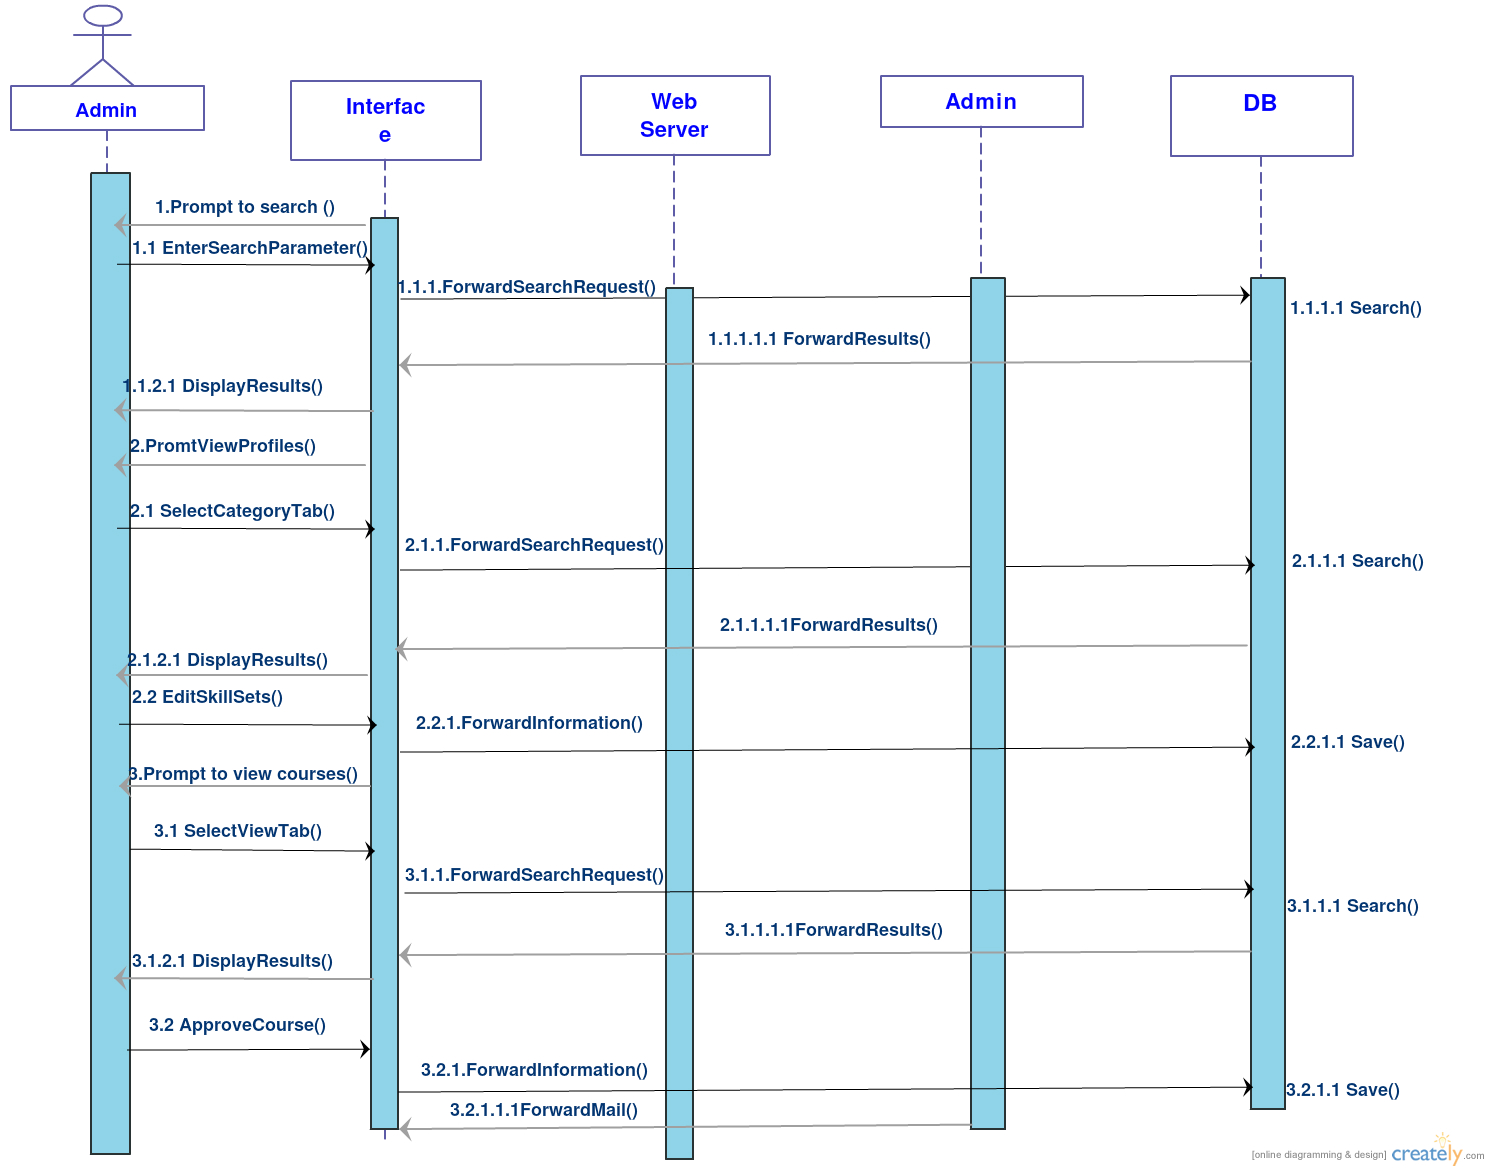 Admin
Interfac
e
Web
Server
Admin
DB
1.Prompt to search ()
1.1 EnterSearchParameter()
1.1.1.ForwardSearchRequest()
1.1.1.1 Search()
1.1.1.1.1 ForwardResults()
1.1.2.1 DisplayResults()
2.PromtViewProfiles()
2.1 SelectCategoryTab()
2.1.1.ForwardSearchRequest()
2.1.1.1 Search()
2.1.1.1.1ForwardResults()
2.1.2.1 DisplayResults()
2.2 EditSkillSets()
2.2.1.ForwardInformation()
2.2.1.1 Save()
3.Prompt to view courses()
3.1 SelectViewTab()
3.1.1.ForwardSearchRequest()
3.1.1.1 Search()
3.1.1.1.1ForwardResults()
3.1.2.1 DisplayResults()
3.2 ApproveCourse()
3.2.1.ForwardInformation()
3.2.1.1 Save()
3.2.1.1.1ForwardMail()
[online diagramming & design] creately.com